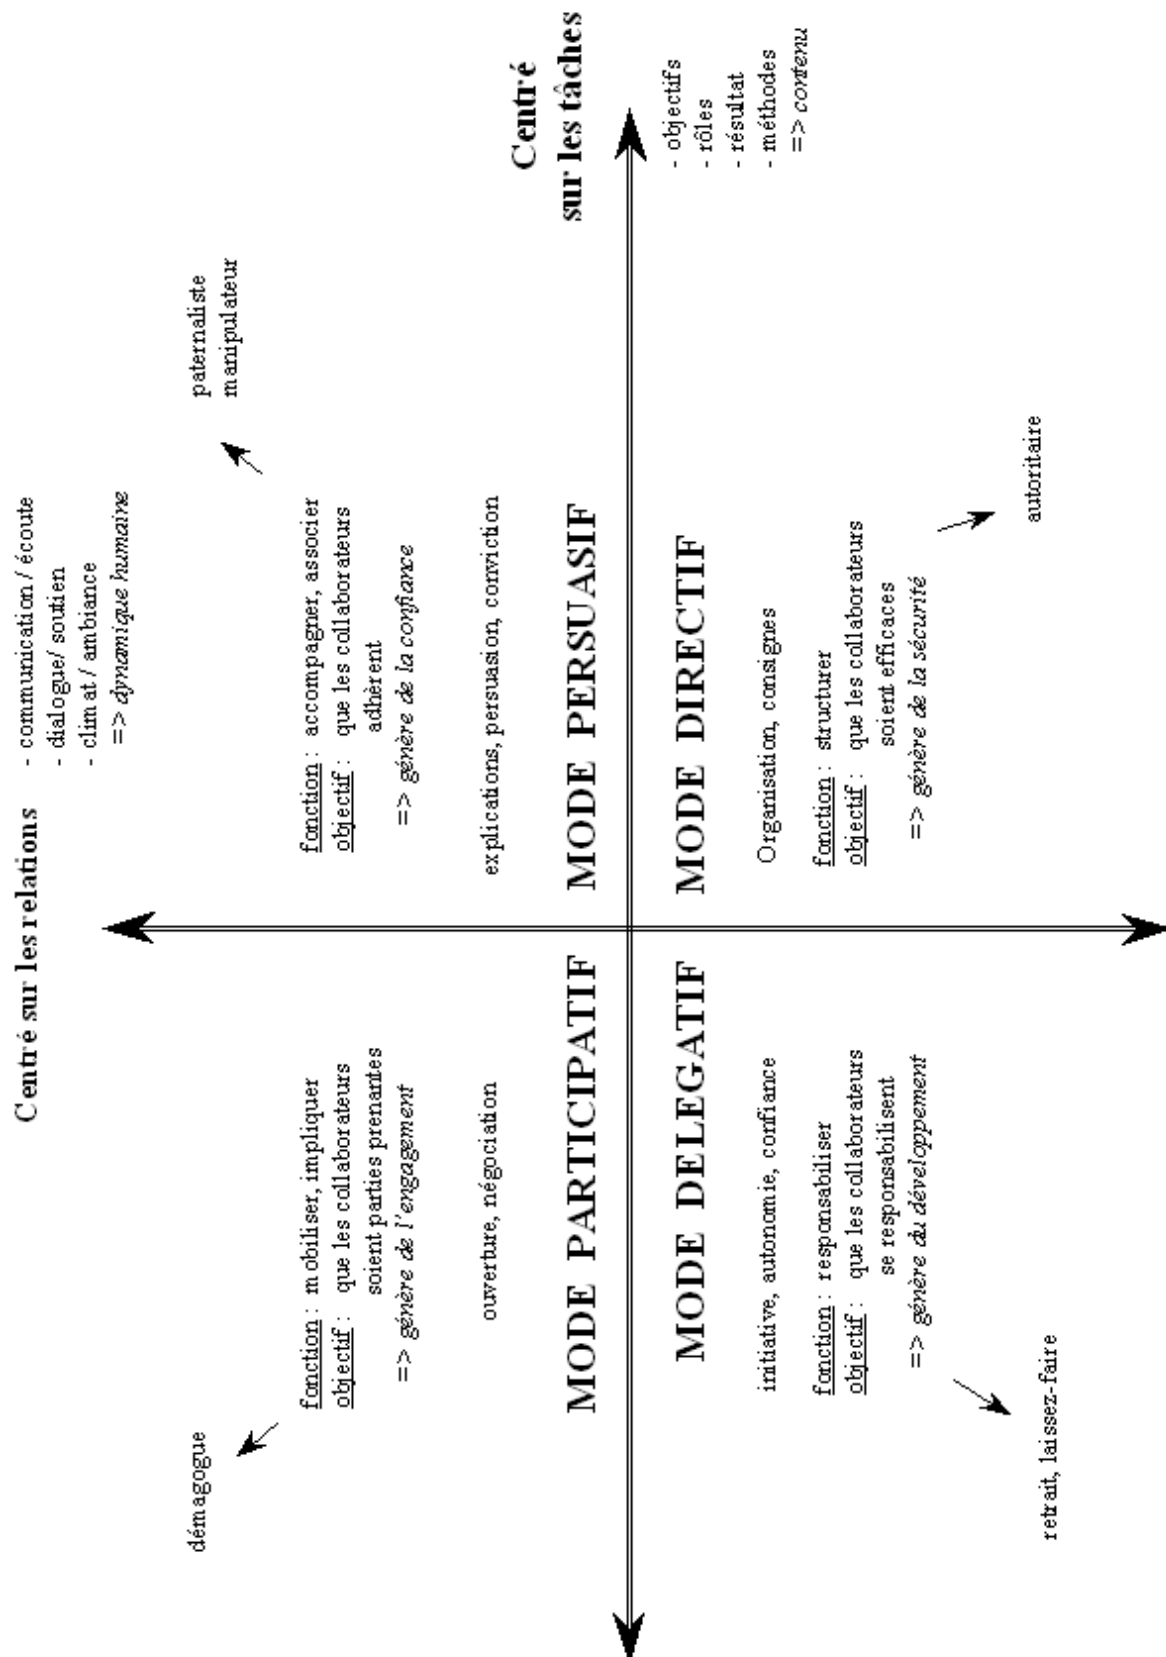 Centré sur les relations
- communication / écoute
- dialogue/ soutien
- climat / ambiance
=> dynamique humaine
démagogue
paternaliste
manipulateur
fonction : mobiliser, impliquer
objectif : que les collaborateurs
soient parties prenantes
=> génère de l'engagement
ouverture, négociation
MODE PARTICIPATIF
fonction : accompagner, associer
objectif : que les collaborateurs
adhèrent
=> génère de la confiance
explications, persuasion, conviction
MODE PERSUASIF
Centré
sur les tâches
- objectifs
- rôles
- résultat
- méthodes
=> contenu
MODE DELEGATIF
initiative, autonomie, confiance
fonction : responsabiliser
objectif : que les collaborateurs
se responsabilisent
=> génère du développement
retrait, laissez-faire
MODE DIRECTIF
Organisation, consignes
fonction : structurer
objectif : que les collaborateurs
soient efficaces
=> génère de la sécurité
autoritaire